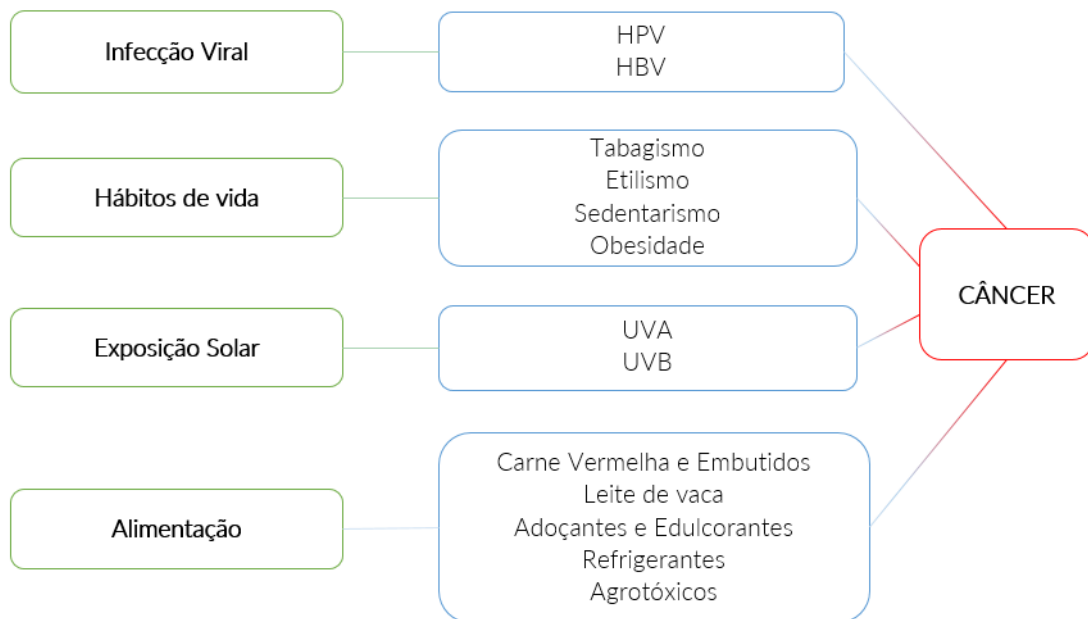 Infecção Viral
HPV
HBV
Hábitos de vida
Tabagismo
Etilismo
Sedentarismo
Obesidade
Exposição Solar
UVA
UVB
Alimentação
Carne Vermelha e Embutidos
Leite de vaca
Adoçantes e Edulcorantes
Refrigerantes
Agrotóxicos
CÂNCER